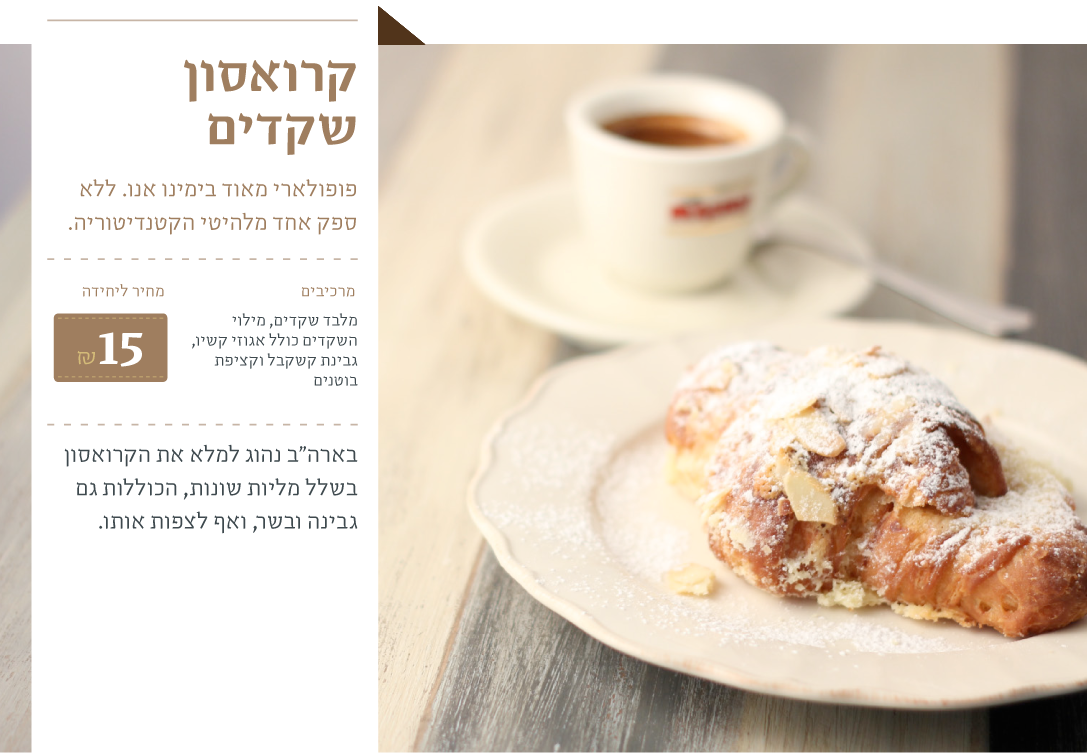 קרואסון
שקדים
פופולארי מאוד בימינו אנו. ללא
ספק אחד מלהיטי הקטנדיטוריה.
מרכיבים
מלבד שקדים, מילוי
השקדים כולל אגוזי קשיו,
גבינת קשקבל וקציפת
בוטנים
מחיר ליחידה
15 ₪
בארה״ב נהוג למלא את הקרואסון
בשלל מליות שונות, הכוללות גם
גבינה ובשר, ואף לצפות אותו.